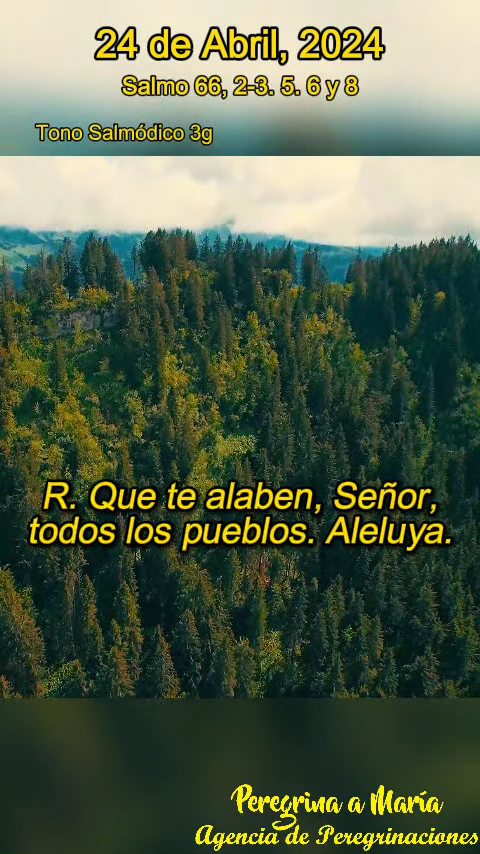 24 de Abril, 2024
Salmo 66, 2-3. 5. 6 y 8
Tono Salmódico 3g
R. Que te alaben, Señor,
todos los pueblos. Aleluya.
Peregrina a María
Agencia de Peregrinaciones